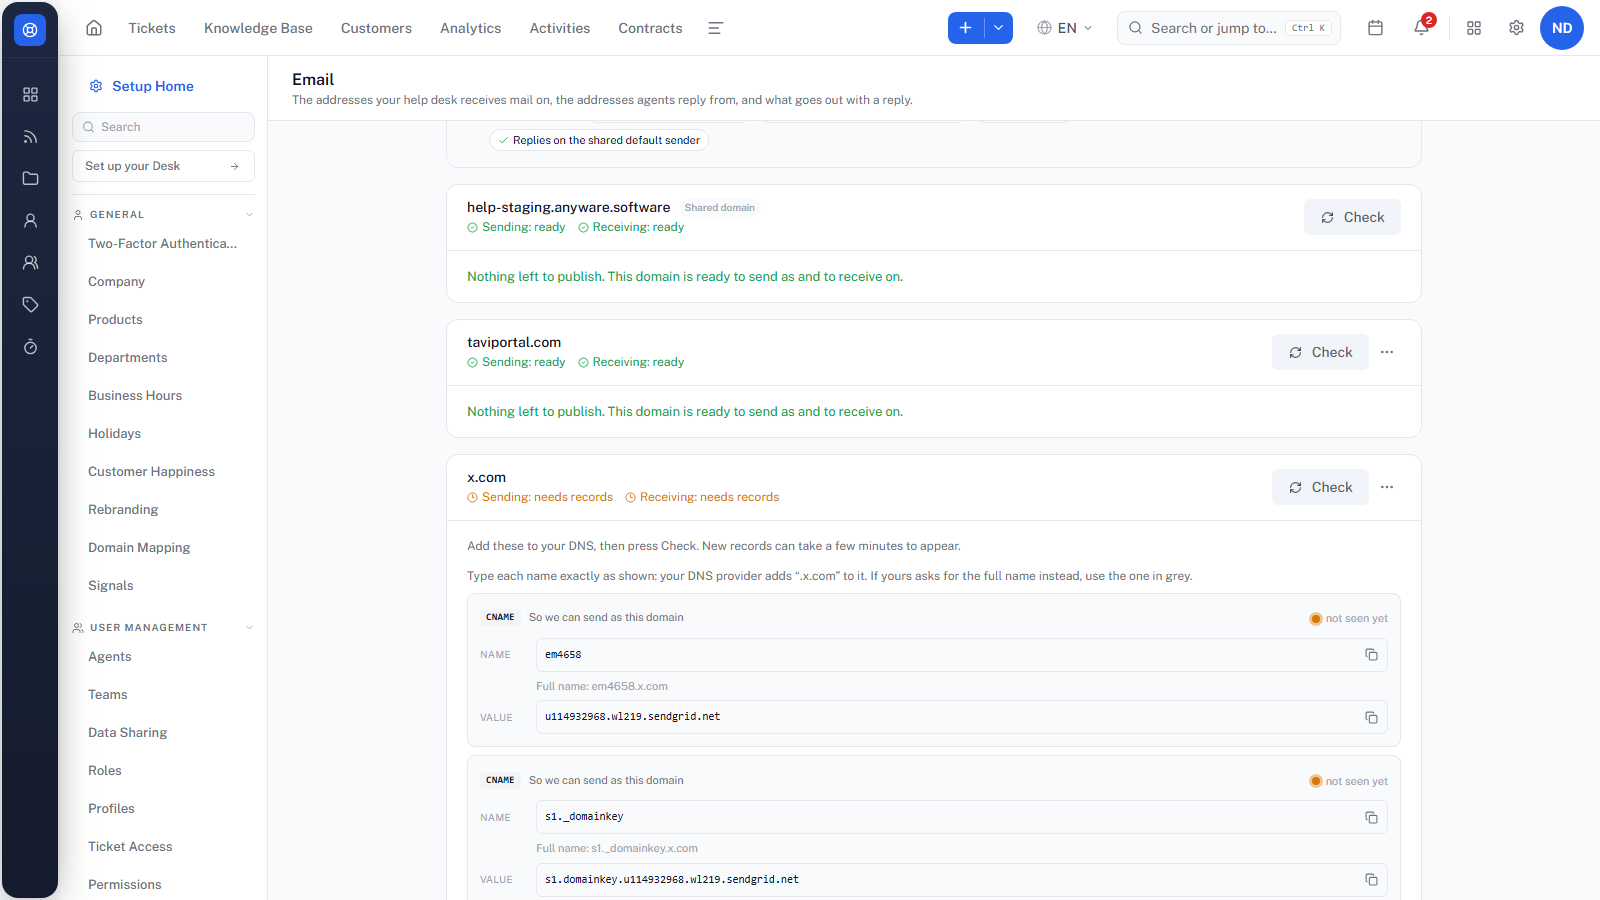 Tickets
Knowledge Base
Customers
Analytics
Activities
Contracts
EN
Search or jump to...
Ctrl K
2
ND
Setup Home
Search
Set up your Desk
GENERAL
Two-Factor Authentica...
Company
Products
Departments
Business Hours
Holidays
Customer Happiness
Rebranding
Domain Mapping
Signals
USER MANAGEMENT
Agents
Teams
Data Sharing
Roles
Profiles
Ticket Access
Permissions
Email
The addresses your help desk receives mail on, the addresses agents reply from, and what goes out with a reply.
Replies on the shared default sender
help-staging.anyware.software Shared domain
Sending: ready Receiving: ready
Check
Nothing left to publish. This domain is ready to send as and to receive on.
taviportal.com
Sending: ready Receiving: ready
Check
Nothing left to publish. This domain is ready to send as and to receive on.
x.com
Sending: needs records Receiving: needs records
Check
Add these to your DNS, then press Check. New records can take a few minutes to appear.
Type each name exactly as shown: your DNS provider adds “.x.com” to it. If yours asks for the full name instead, use the one in grey.
CNAME So we can send as this domain not seen yet
NAME em4658
Full name: em4658.x.com
VALUE u114932968.wl219.sendgrid.net
CNAME So we can send as this domain not seen yet
NAME s1._domainkey
Full name: s1._domainkey.x.com
VALUE s1.domainkey.u114932968.wl219.sendgrid.net